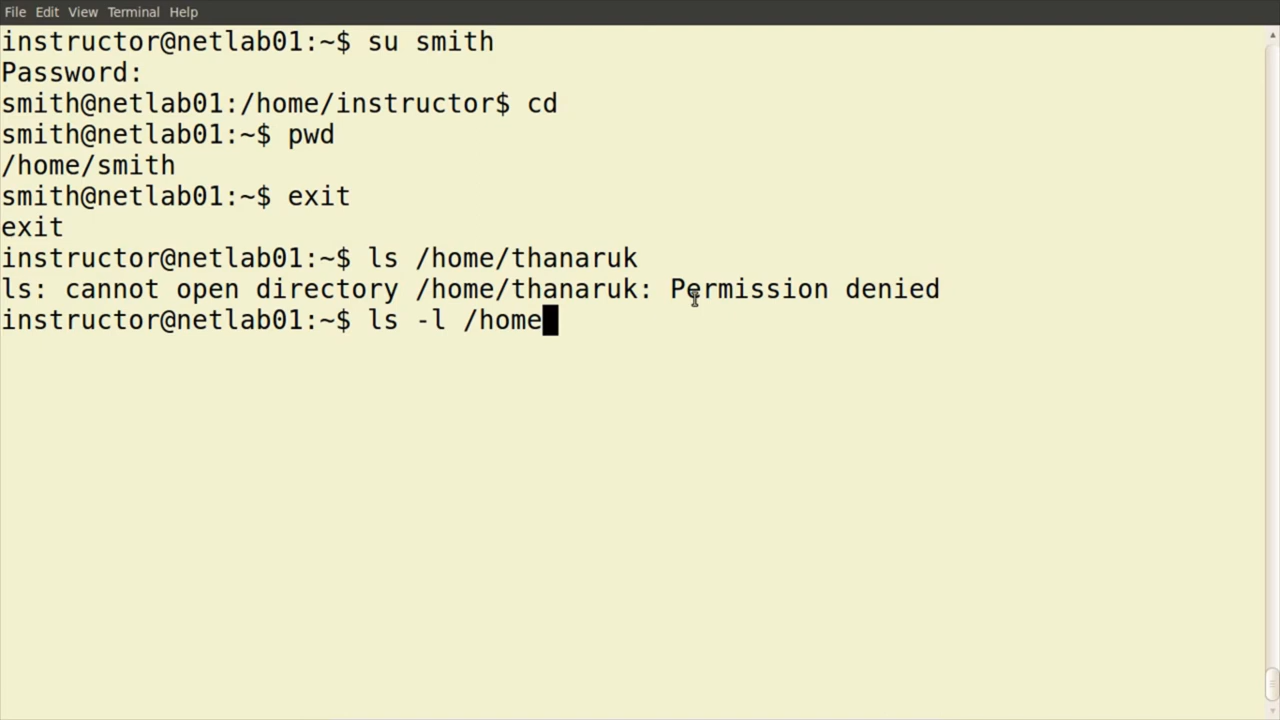 File Edit View Terminal Help
instructor@netlab01:~$ su smith
Password:
smith@netlab01:/home/instructor$ cd
smith@netlab01:~$ pwd
/home/smith
smith@netlab01:~$ exit
exit
instructor@netlab01:~$ ls /home/thanaruk
ls: cannot open directory /home/thanaruk: Permission denied
instructor@netlab01:~$ ls -l /home